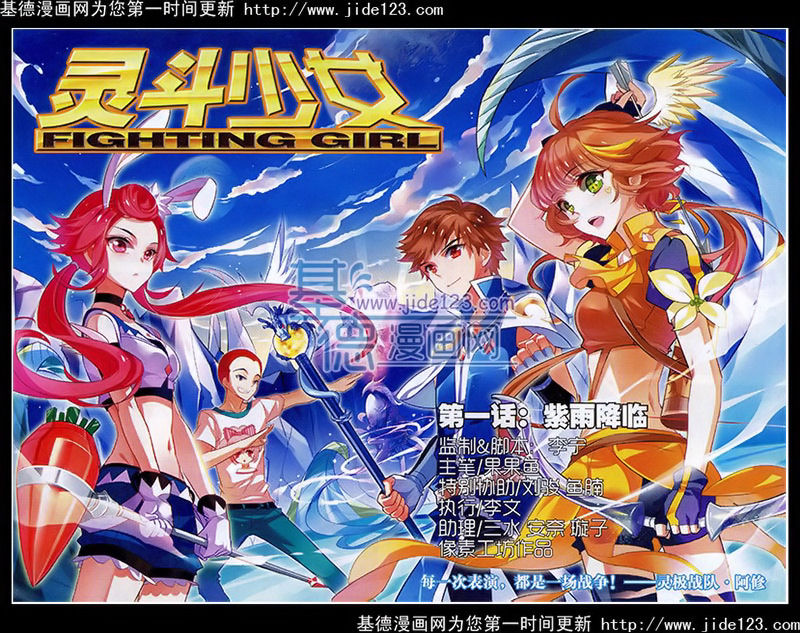 基德漫画网为您第一时间更新 http://www.jide123.com
灵斗少女
FIGHTING GIRL
基德漫画网
www.jide123.com
第一话：紫雨降临
监制&脚本 李宁
主笔/果果鱼
特别协助/刘骏 鱼腩
执行/李文
助理/三水 安奈 璇子
像素工坊作品
每一次表演，都是一场战争！——灵极战队·阿修
基德漫画网为您第一时间更新 http://www.jide123.com